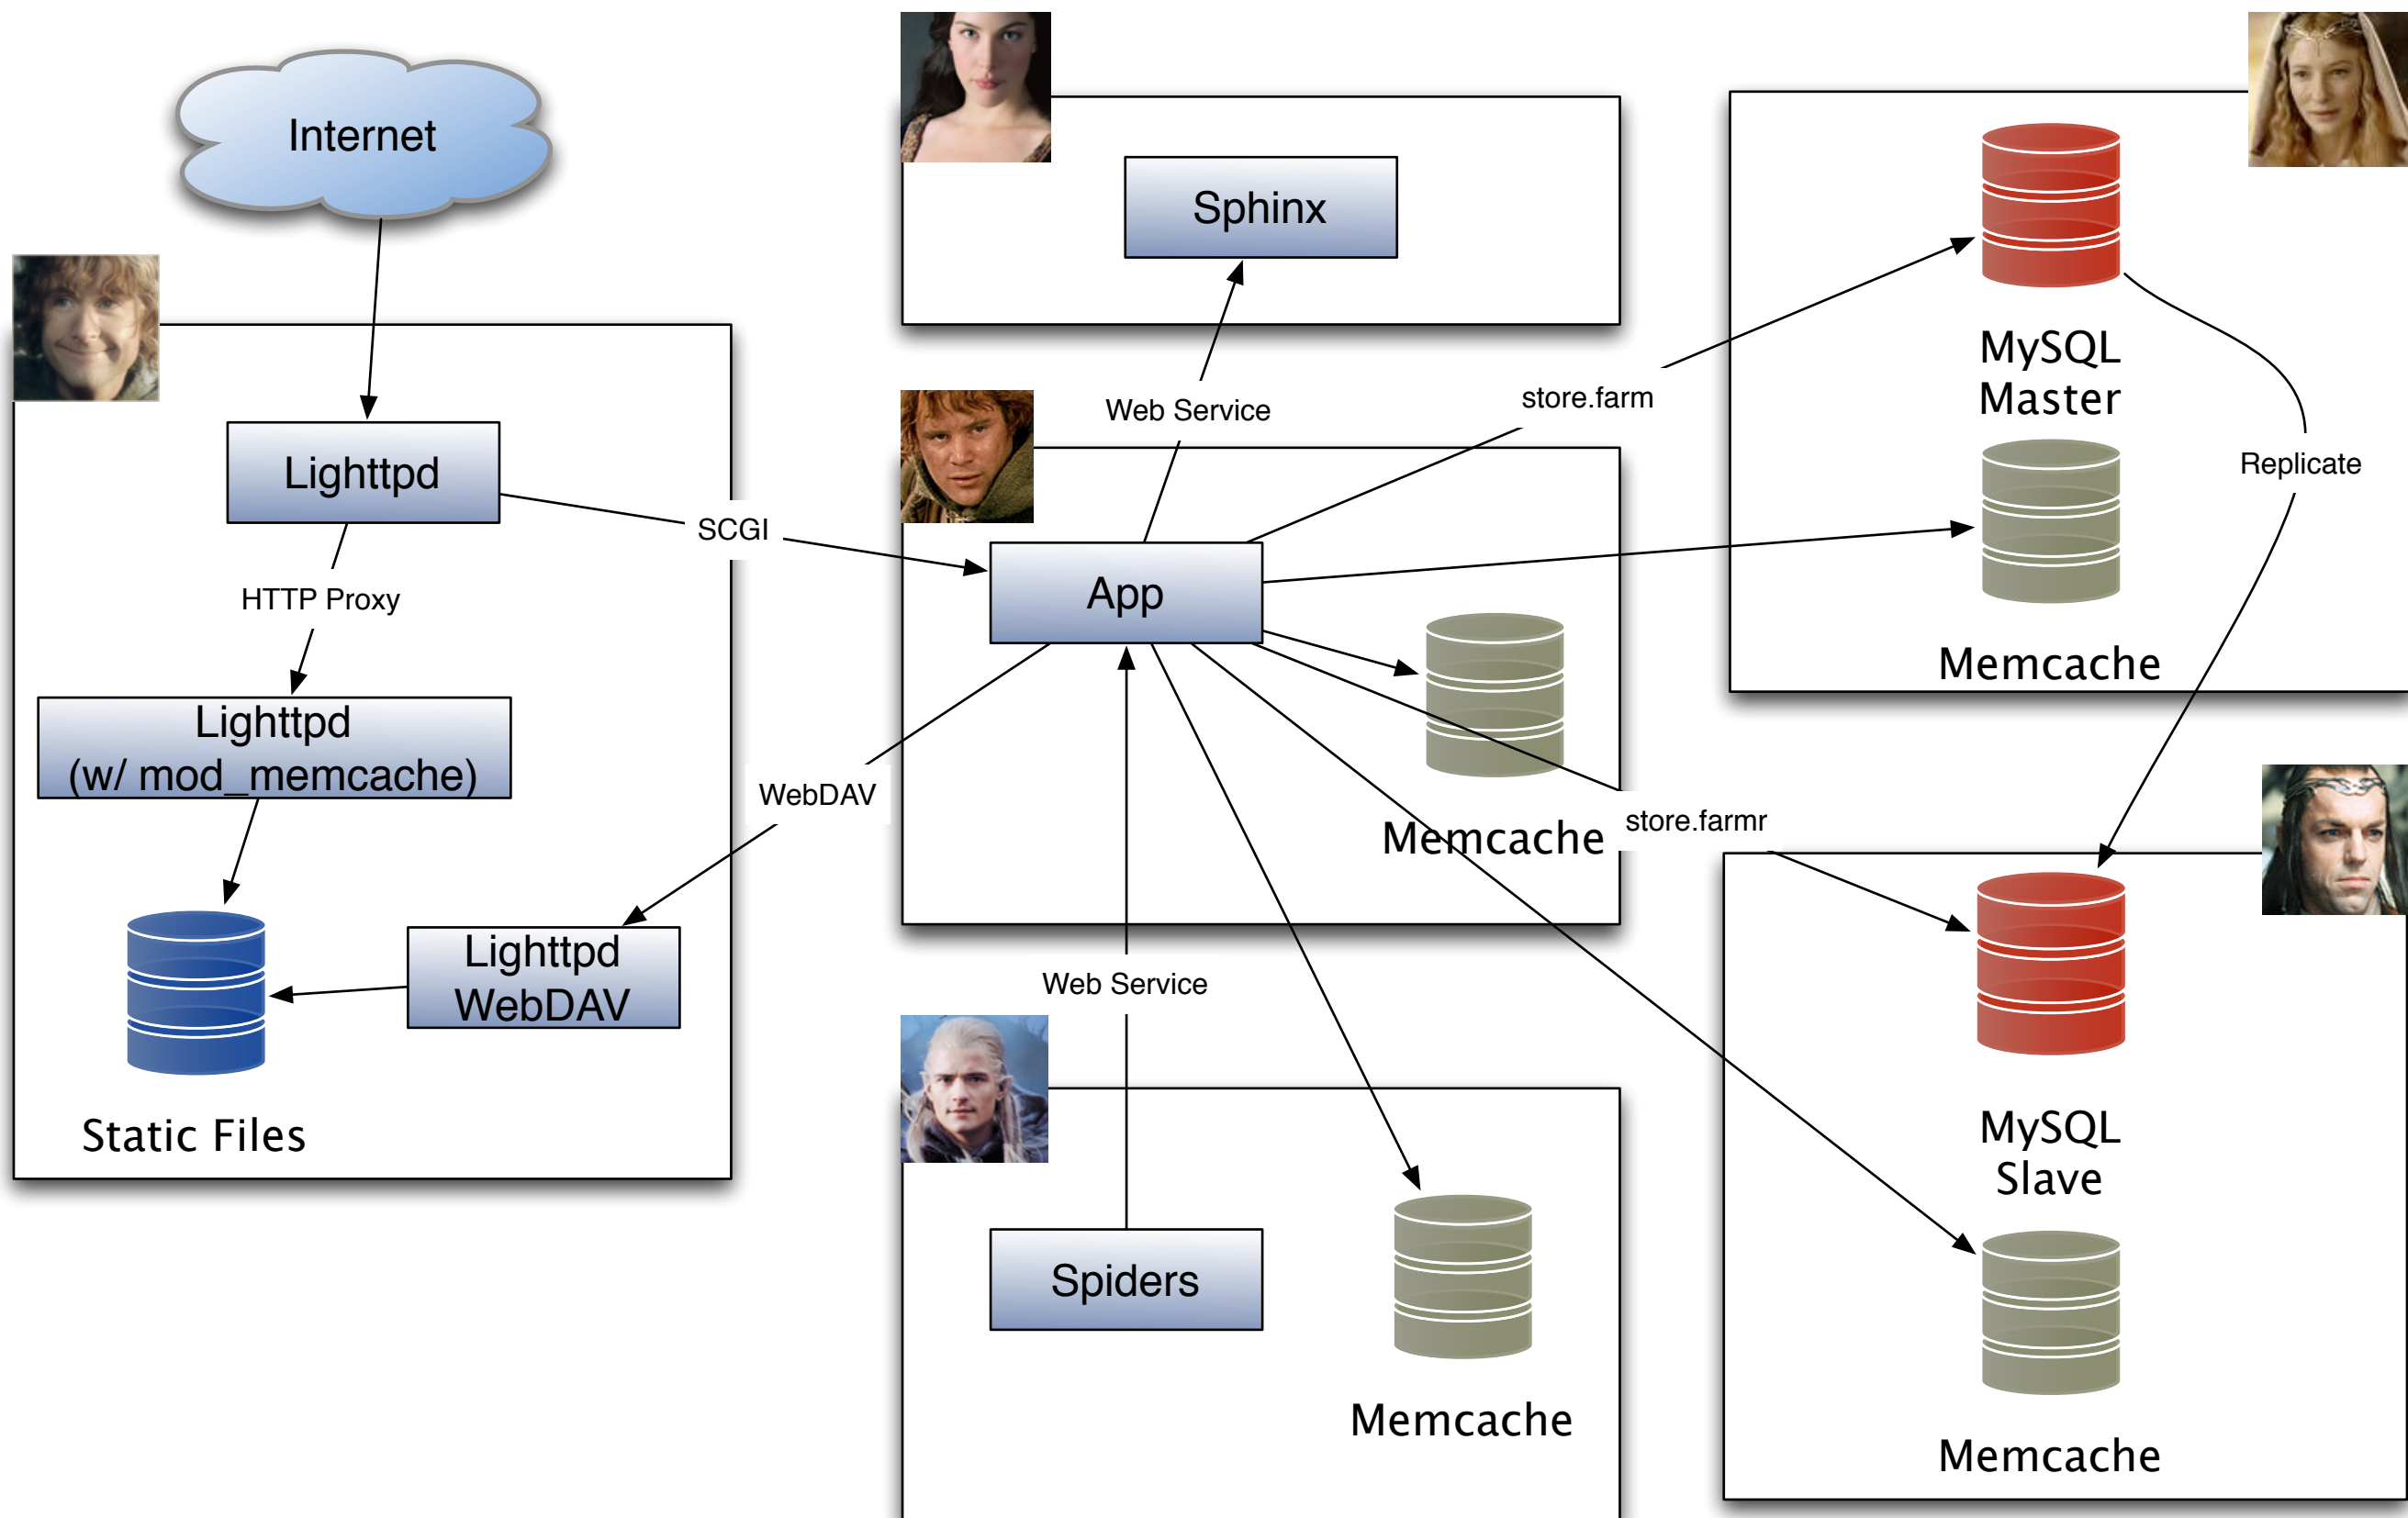 Internet
Lighttpd
SCGI
HTTP Proxy
Lighttpd
(w/ mod_memcache)
WebDAV
Lighttpd
WebDAV
Static Files
Sphinx
Web Service
store.farm
App
Memcache
store.farmr
Web Service
Spiders
Memcache
MySQL
Master
Replicate
Memcache
MySQL
Slave
Memcache